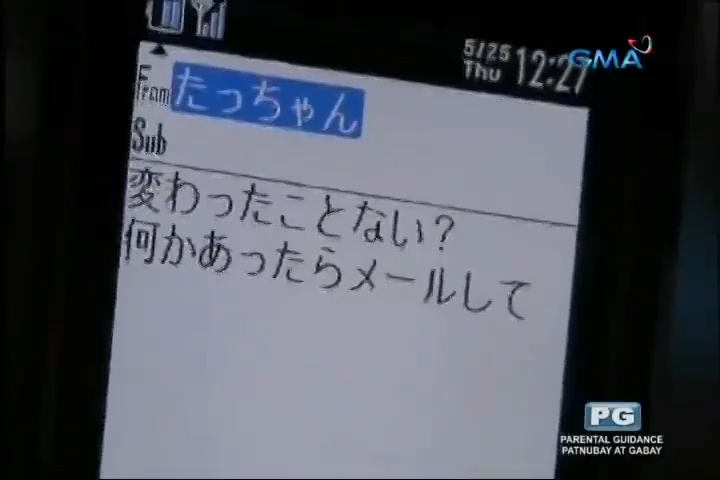 5/25
Thu 12:27
GMA
From たっちゃん
Sub
変わったことない?
何かあったらメールして
PG
PARENTAL GUIDANCE
PATNUBAY AT GABAY